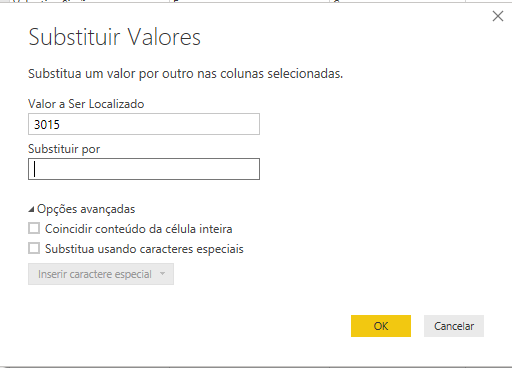 Substituir Valores
Substitua um valor por outro nas colunas selecionadas.
Valor a Ser Localizado
3015
Substituir por
Opções avançadas
Coincidir conteúdo da célula inteira
Substitua usando caracteres especiais
Inserir caractere especial
OK
Cancelar